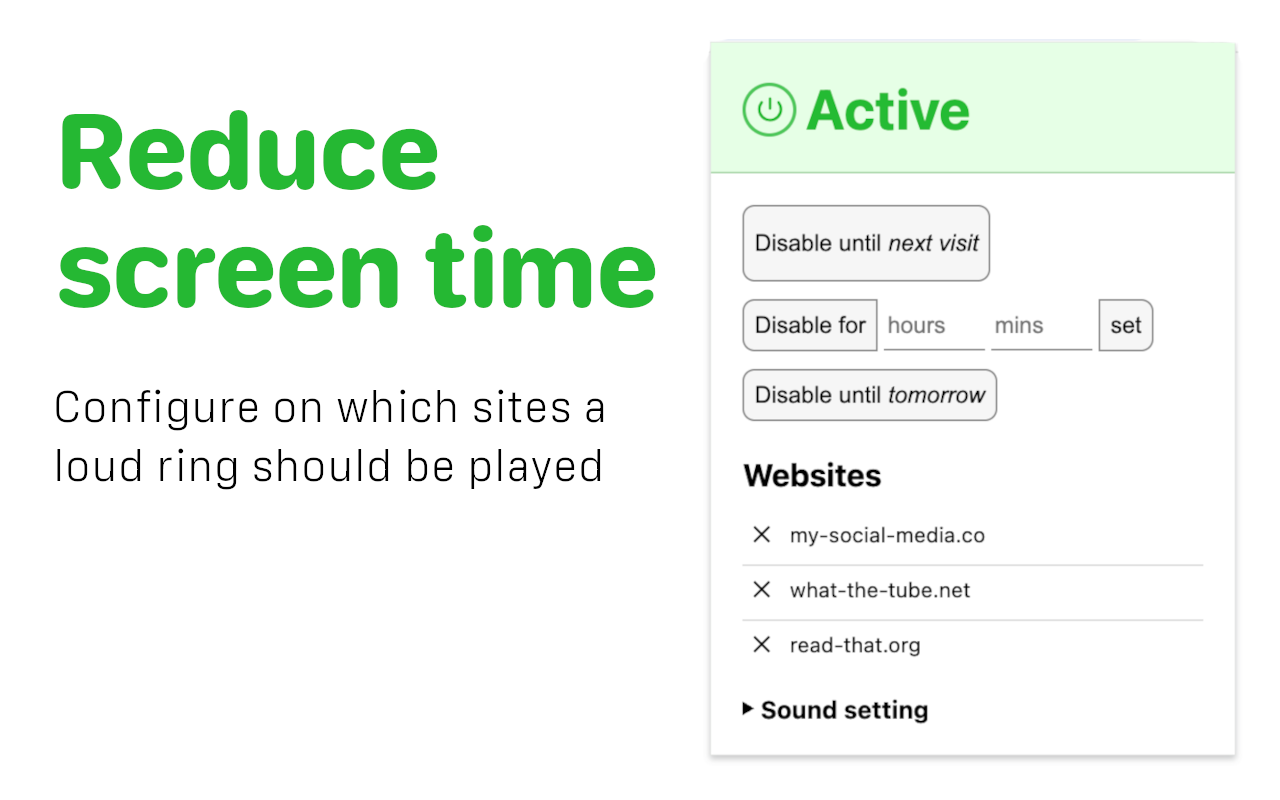 Reduce
screen time
Configure on which sites a
loud ring should be played
Active
Disable until next visit
Disable for hours mins set
Disable until tomorrow
Websites
my-social-media.co
what-the-tube.net
read-that.org
Sound setting